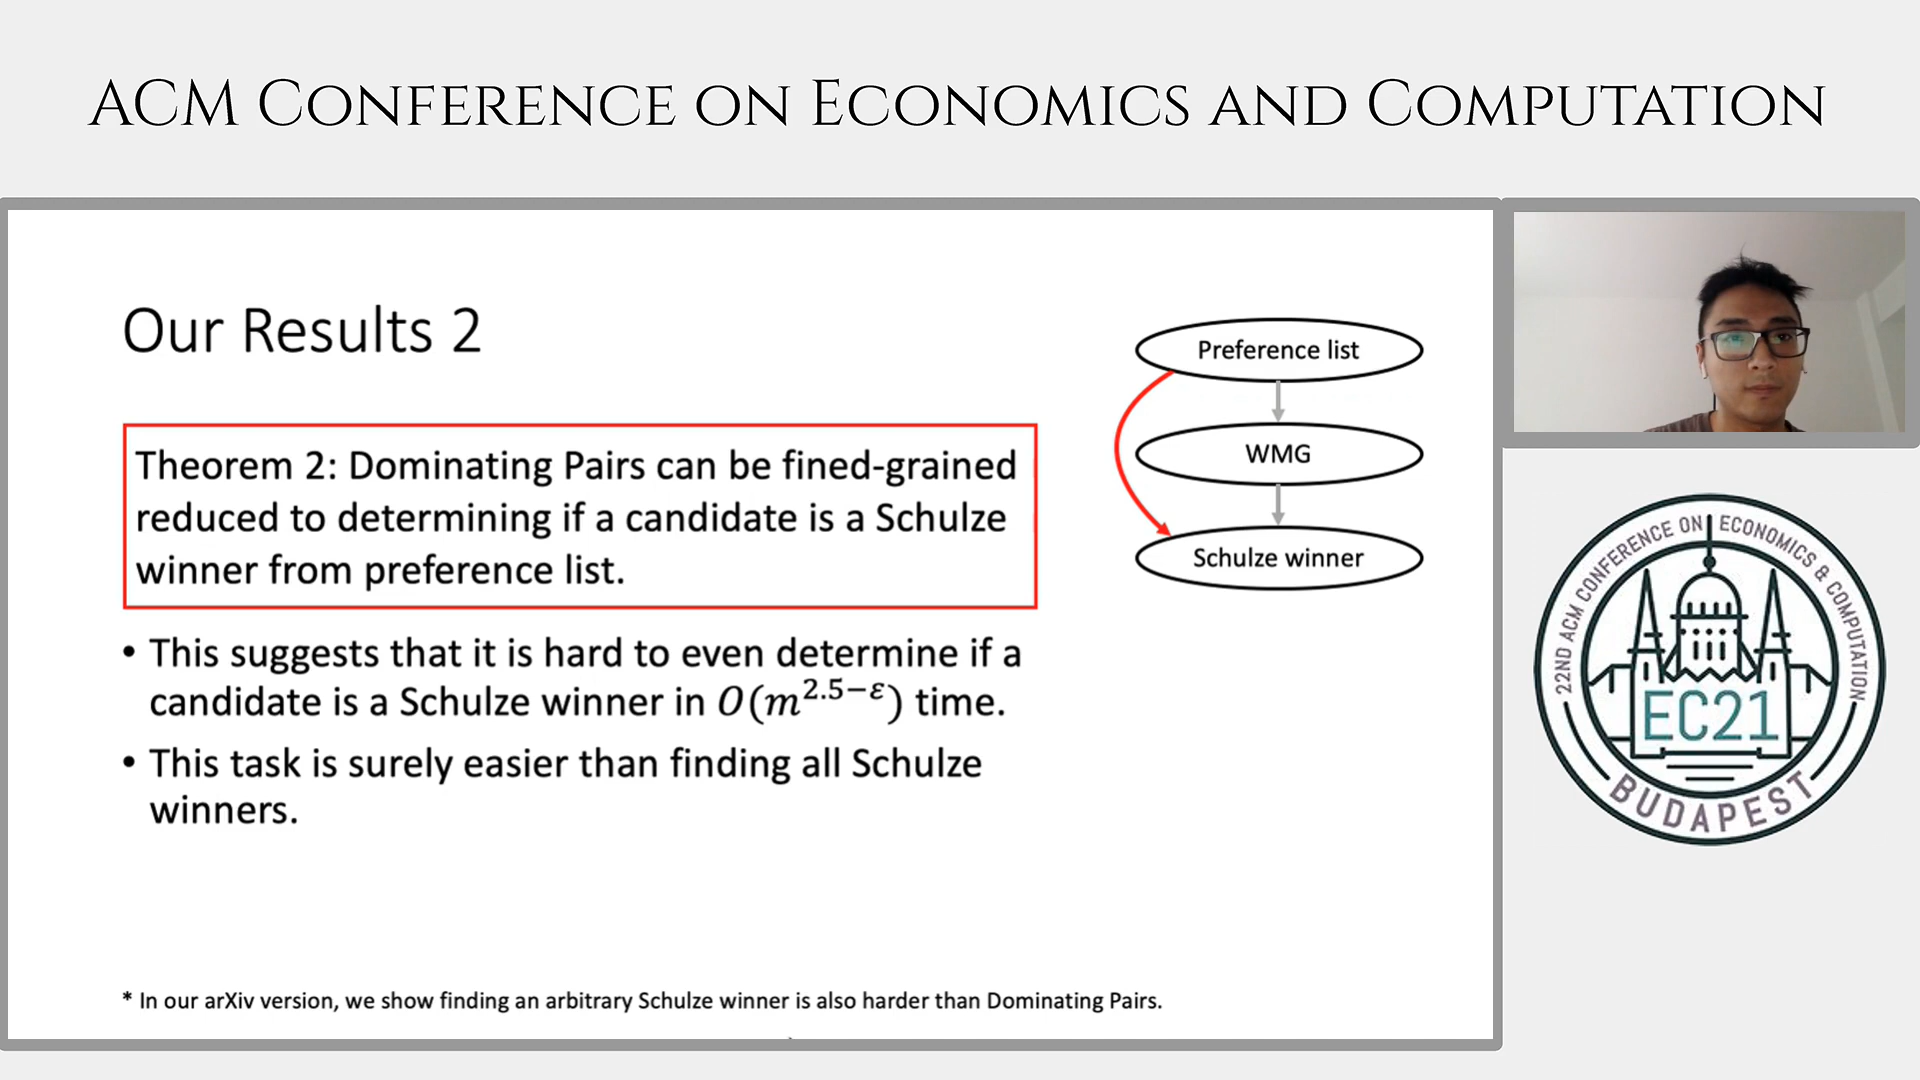 ACM Conference on Economics and Computation
Our Results 2
Theorem 2: Dominating Pairs can be fined-grained
reduced to determining if a candidate is a Schulze
winner from preference list.
• This suggests that it is hard to even determine if a
candidate is a Schulze winner in O(m^{2.5−ε}) time.
• This task is surely easier than finding all Schulze
winners.
* In our arXiv version, we show finding an arbitrary Schulze winner is also harder than Dominating Pairs.
Preference list
WMG
Schulze winner
22ND ACM CONFERENCE ON ECONOMICS & COMPUTATION
EC21
BUDAPEST